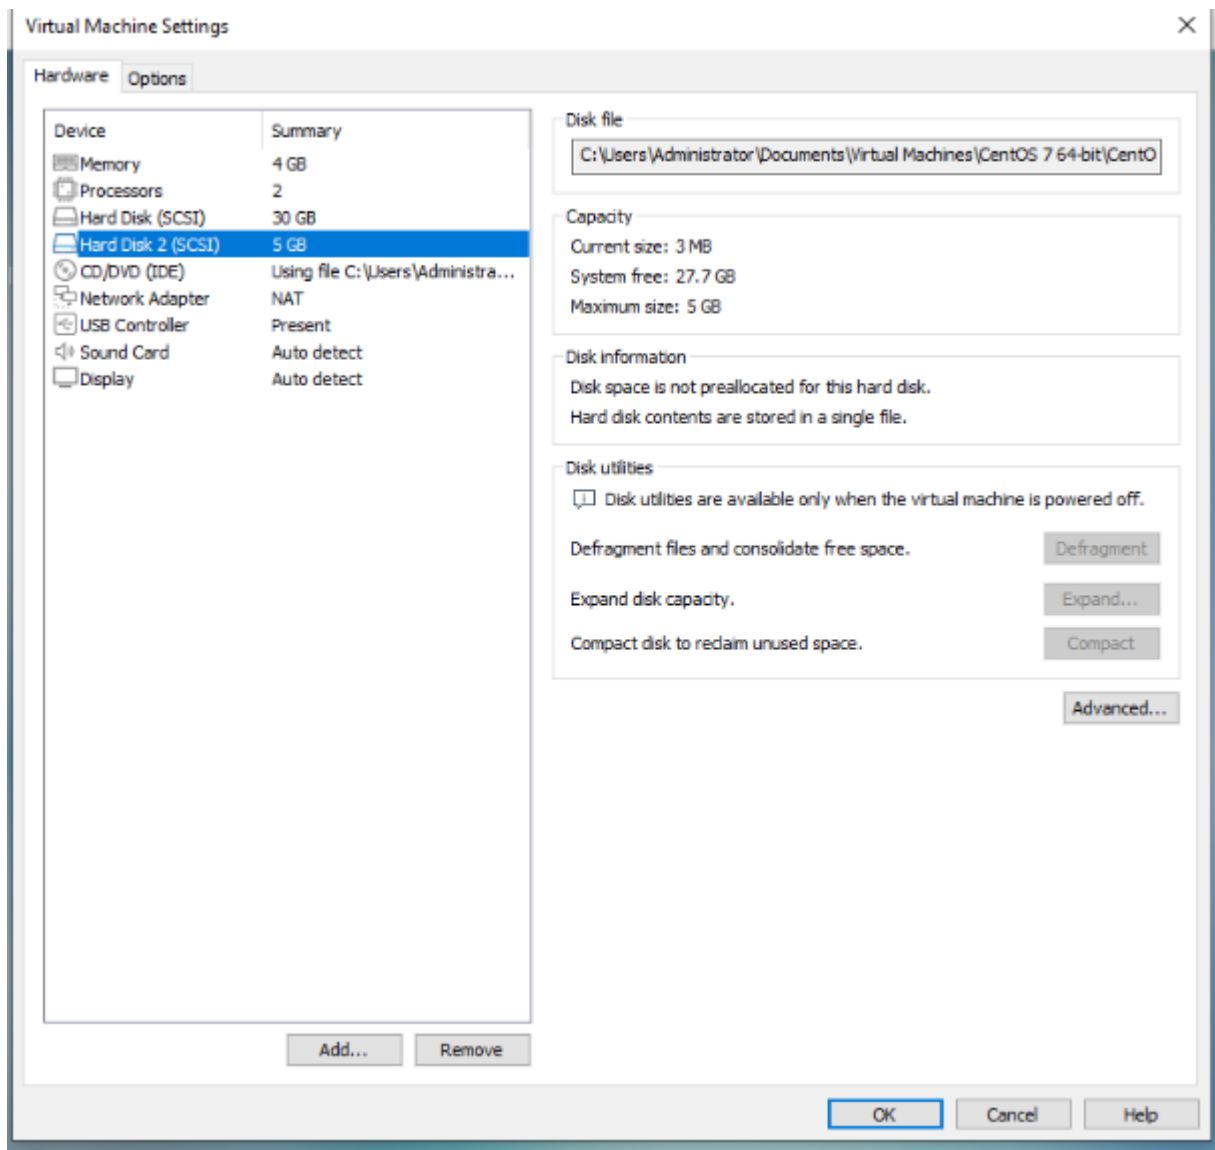 Virtual Machine Settings
Hardware Options
Device Summary
Memory 4 GB
Processors 2
Hard Disk (SCSI) 30 GB
Hard Disk 2 (SCSI) 5 GB
CD/DVD (IDE) Using file C:\Users\Administra...
Network Adapter NAT
USB Controller Present
Sound Card Auto detect
Display Auto detect
Add... Remove
Disk file
C:\Users\Administrator\Documents\Virtual Machines\CentOS 7 64-bit\CentO
Capacity
Current size: 3 MB
System free: 27.7 GB
Maximum size: 5 GB
Disk information
Disk space is not preallocated for this hard disk.
Hard disk contents are stored in a single file.
Disk utilities
Disk utilities are available only when the virtual machine is powered off.
Defragment files and consolidate free space. Defragment
Expand disk capacity. Expand...
Compact disk to reclaim unused space. Compact
Advanced...
OK Cancel Help